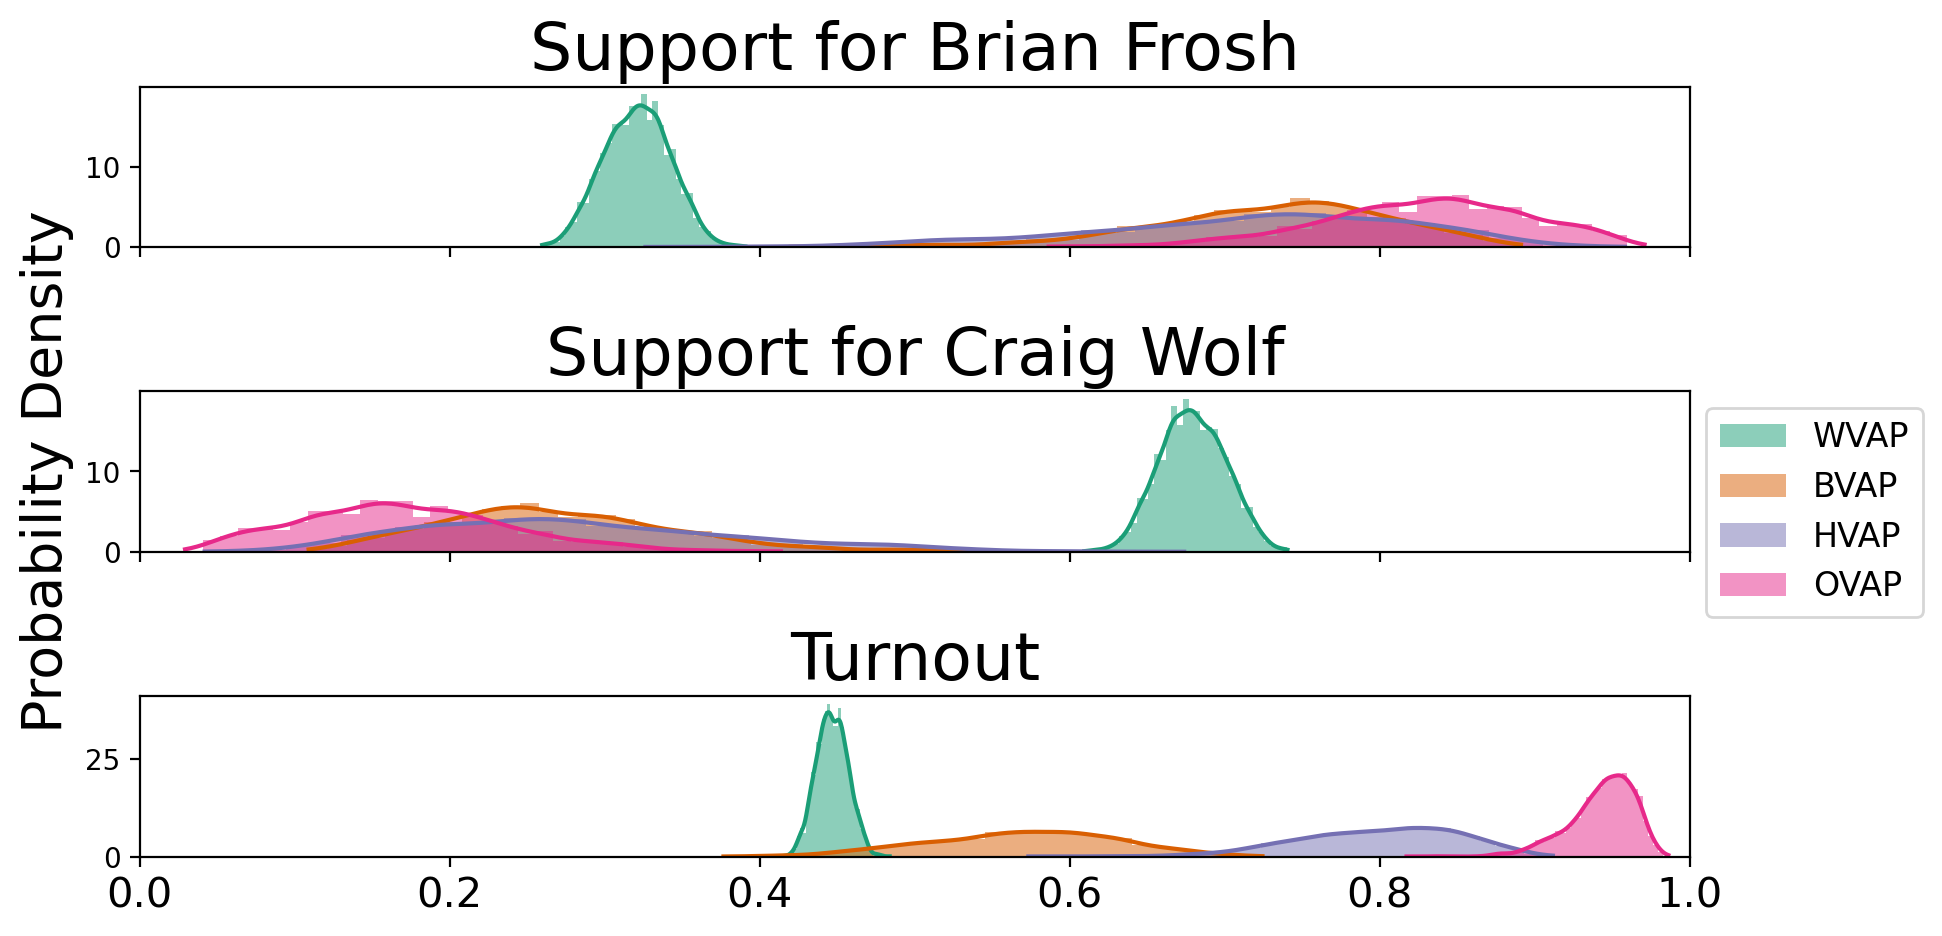 Support for Brian Frosh
10
0
Support for Craig Wolf
10
0
Turnout
25
0
0.0 0.2 0.4 0.6 0.8 1.0
Probability Density
WVAP
BVAP
HVAP
OVAP